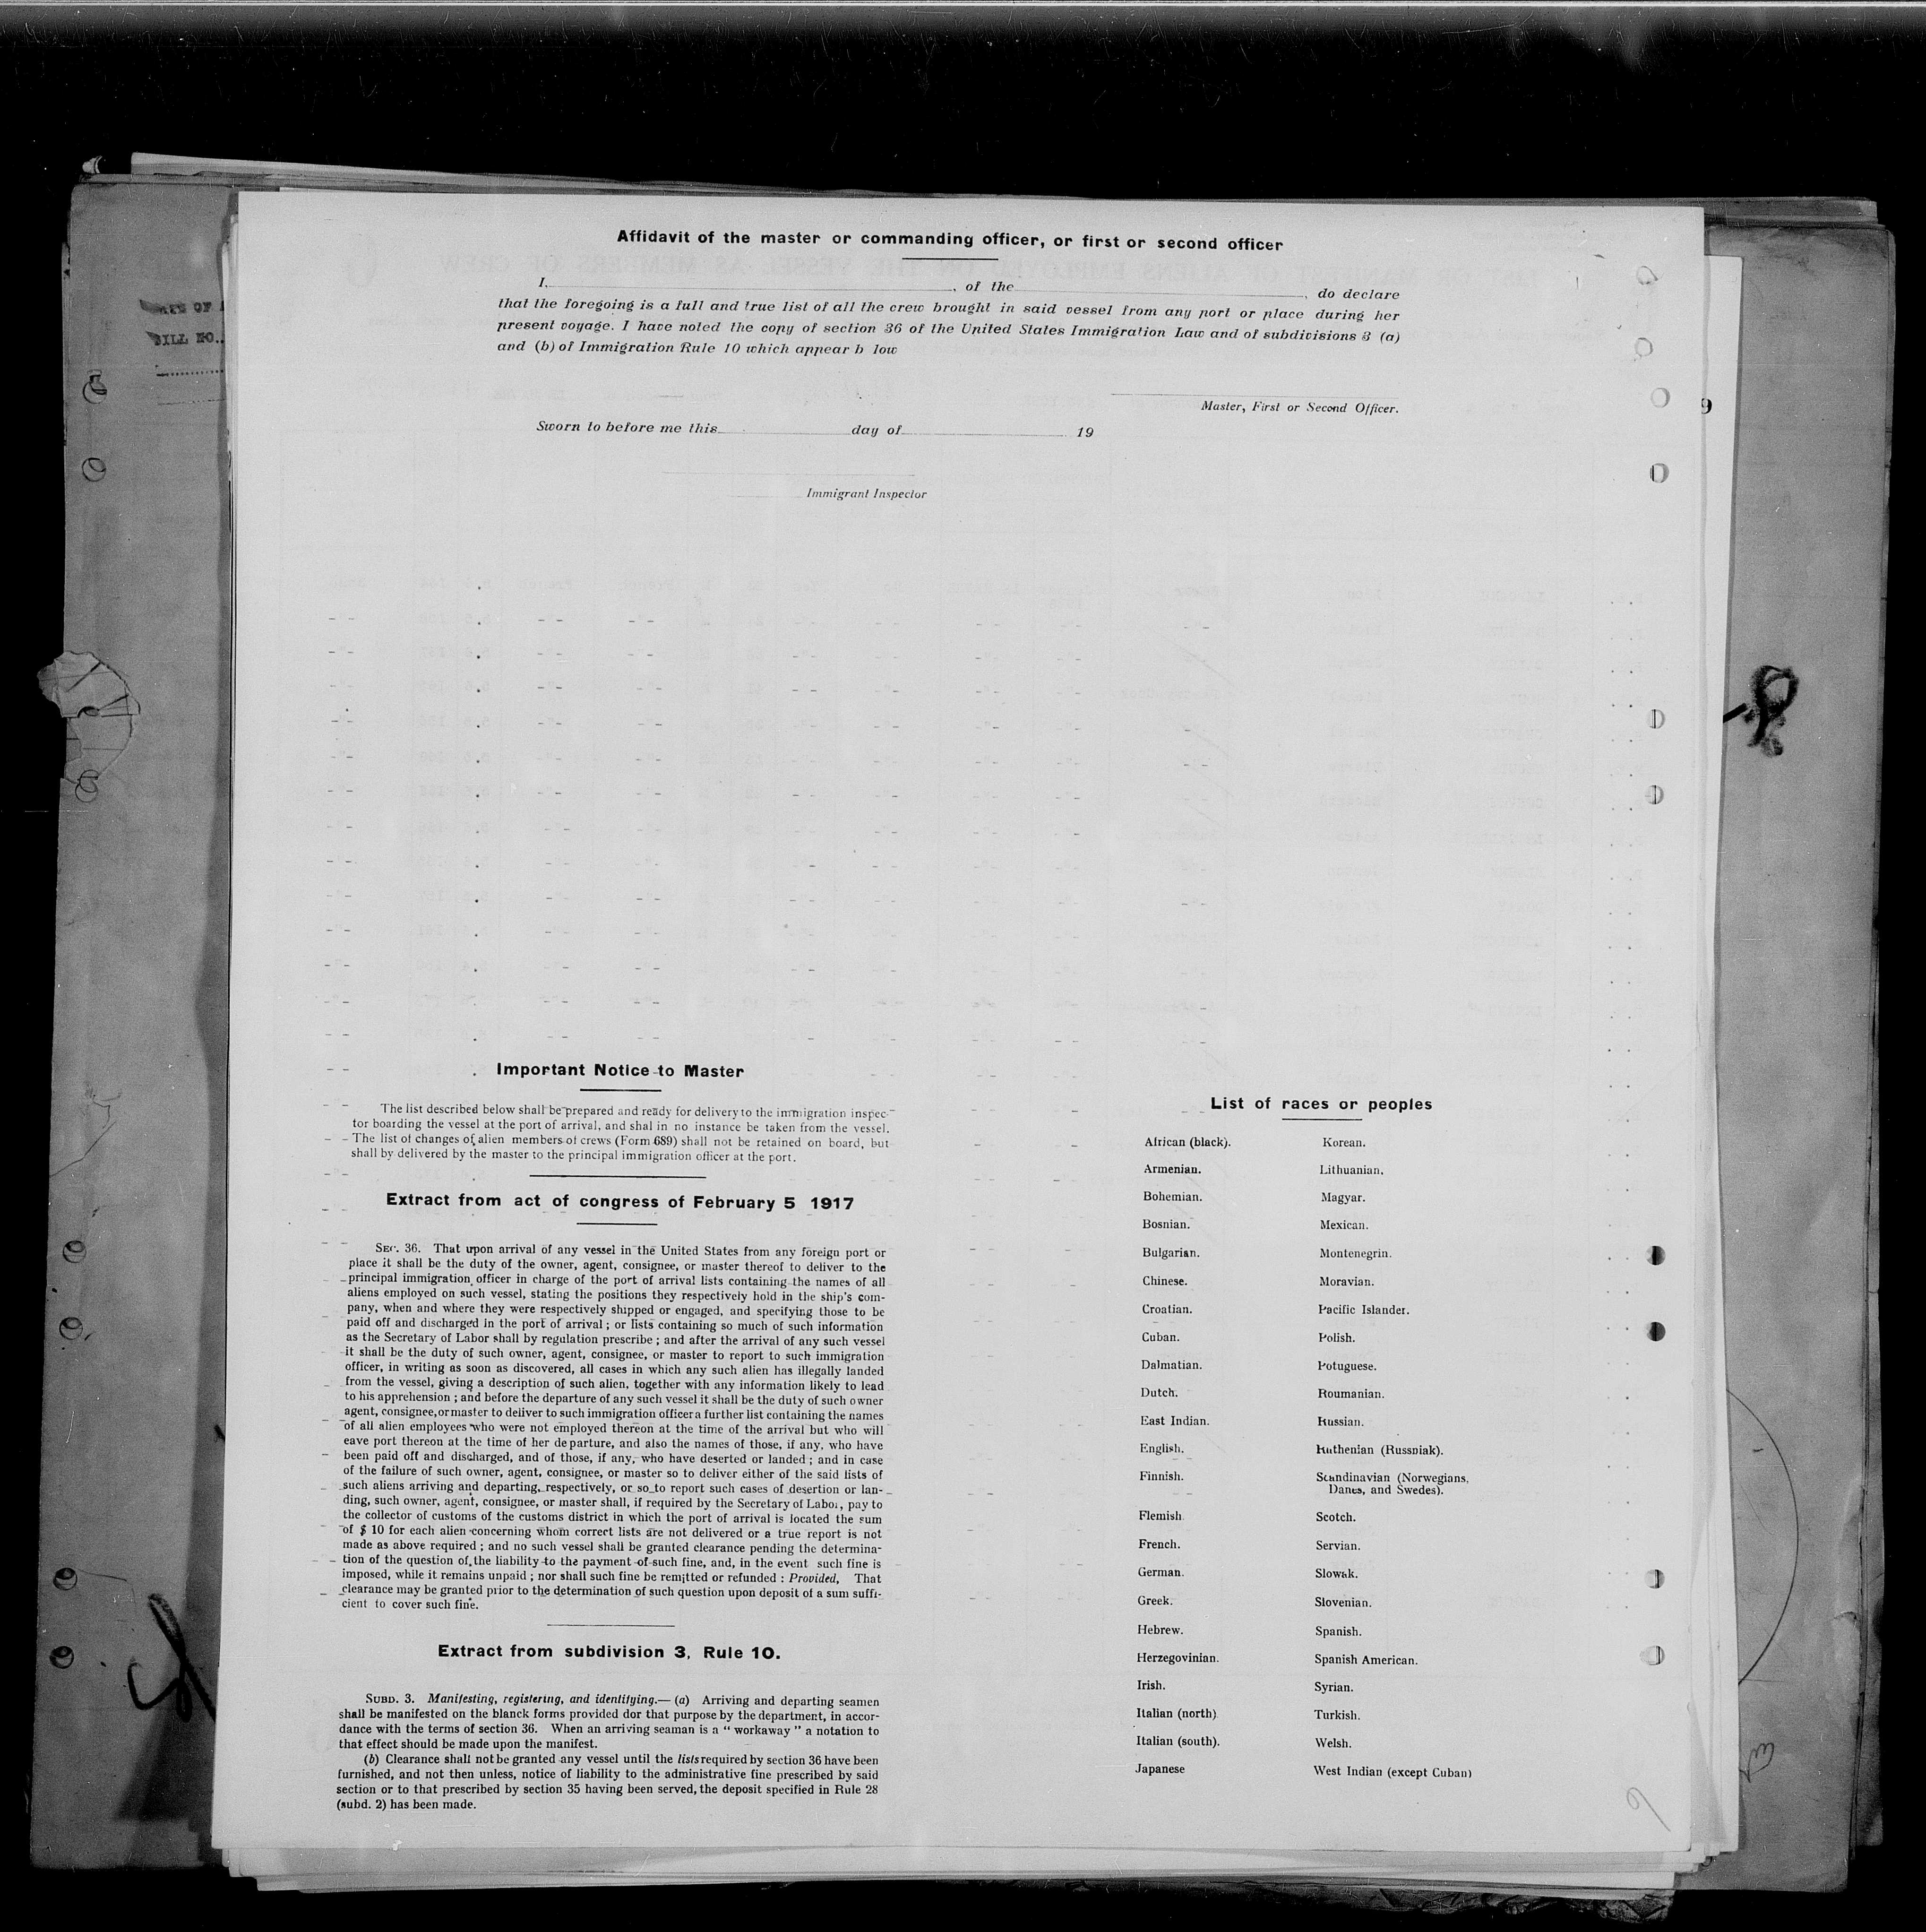 Affidavit of the master or commanding officer, or first or second officer
I, , of the , do declare
that the foregoing is a full and true list of all the crew brought in said vessel from any port or place during her
present voyage. I have noted the copy of section 36 of the United States Immigration Law and of subdivisions 3 (a)
and (b) of Immigration Rule 10 which appear b low
Master, First or Second Officer.
Sworn to before me this day of 19
Immigrant Inspector
BILL NO.
9
Important Notice to Master
The list described below shall be prepared and ready for delivery to the immigration inspec-
tor boarding the vessel at the port of arrival, and shal in no instance be taken from the vessel.
The list of changes of alien members of crews (Form 689) shall not be retained on board, but
shall by delivered by the master to the principal immigration officer at the port.
Extract from act of congress of February 5 1917
SEC. 36. That upon arrival of any vessel in the United States from any foreign port or
place it shall be the duty of the owner, agent, consignee, or master thereof to deliver to the
principal immigration officer in charge of the port of arrival lists containing the names of all
aliens employed on such vessel, stating the positions they respectively hold in the ship's com-
pany, when and where they were respectively shipped or engaged, and specifying those to be
paid off and discharged in the port of arrival ; or lists containing so much of such information
as the Secretary of Labor shall by regulation prescribe ; and after the arrival of any such vessel
it shall be the duty of such owner, agent, consignee, or master to report to such immigration
officer, in writing as soon as discovered, all cases in which any such alien has illegally landed
from the vessel, giving a description of such alien, together with any information likely to lead
to his apprehension ; and before the departure of any such vessel it shall be the duty of such owner
agent, consignee, or master to deliver to such immigration officer a further list containing the names
of all alien employees who were not employed thereon at the time of the arrival but who will
eave port thereon at the time of her departure, and also the names of those, if any, who have
been paid off and discharged, and of those, if any, who have deserted or landed ; and in case
of the failure of such owner, agent, consignee, or master so to deliver either of the said lists of
such aliens arriving and departing, respectively, or so to report such cases of desertion or lan-
ding, such owner, agent, consignee, or master shall, if required by the Secretary of Labor, pay to
the collector of customs of the customs district in which the port of arrival is located the sum
of $ 10 for each alien concerning whom correct lists are not delivered or a true report is not
made as above required ; and no such vessel shall be granted clearance pending the determina-
tion of the question of the liability to the payment of such fine, and, in the event such fine is
imposed, while it remains unpaid ; nor shall such fine be remitted or refunded : Provided, That
clearance may be granted prior to the determination of such question upon deposit of a sum suffi-
cient to cover such fine.
Extract from subdivision 3, Rule 10.
SUBD. 3. Manifesting, registering, and identifying.— (a) Arriving and departing seamen
shall be manifested on the blanck forms provided dor that purpose by the department, in accor-
dance with the terms of section 36. When an arriving seaman is a “ workaway ” a notation to
that effect should be made upon the manifest.
(b) Clearance shall not be granted any vessel until the lists required by section 36 have been
furnished, and not then unless, notice of liability to the administrative fine prescribed by said
section or to that prescribed by section 35 having been served, the deposit specified in Rule 28
(subd. 2) has been made.
List of races or peoples
African (black). Korean.
Armenian. Lithuanian.
Bohemian. Magyar.
Bosnian. Mexican.
Bulgarian. Montenegrin.
Chinese. Moravian.
Croatian. Pacific Islander.
Cuban. Polish.
Dalmatian. Potuguese.
Dutch. Roumanian.
East Indian. Russian.
English. Ruthenian (Russniak).
Finnish. Scandinavian (Norwegians,
Danes, and Swedes).
Flemish Scotch.
French. Servian.
German. Slowak.
Greek. Slovenian.
Hebrew. Spanish.
Herzegovinian. Spanish American.
Irish. Syrian.
Italian (north) Turkish.
Italian (south). Welsh.
Japanese West Indian (except Cuban)